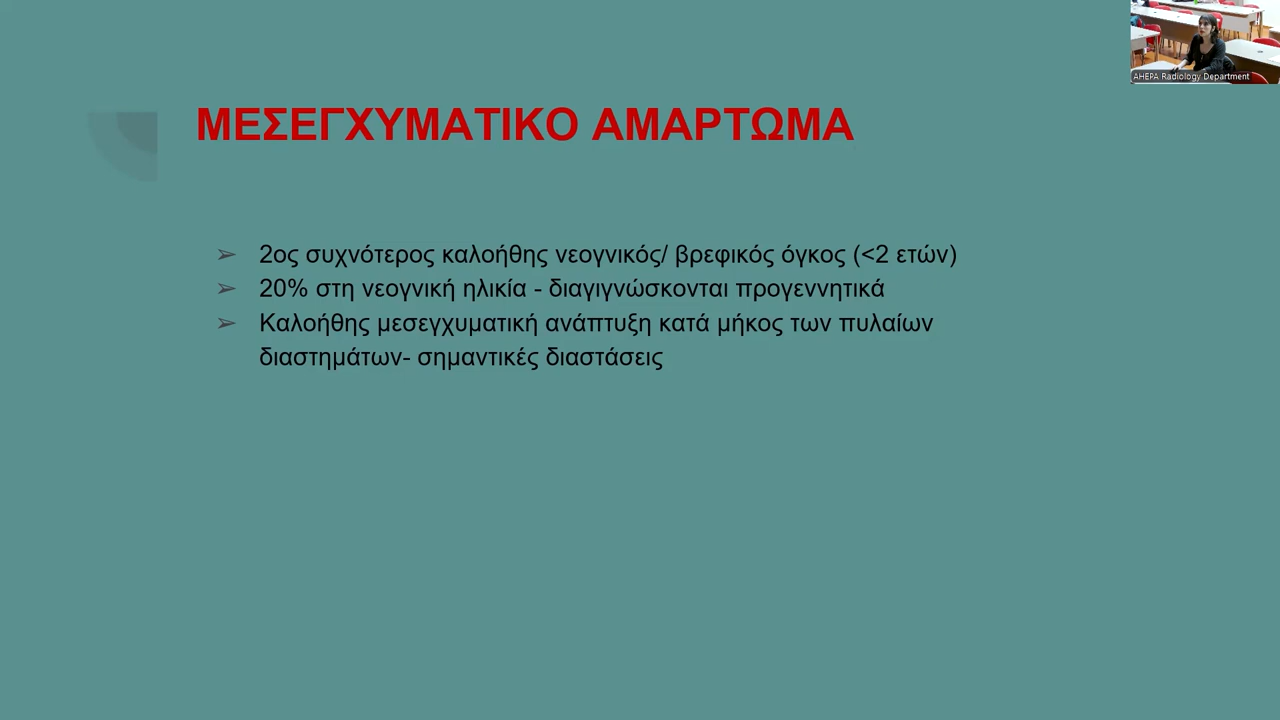 AHEPA Radiology Department
ΜΕΣΕΓΧΥΜΑΤΙΚΟ ΑΜΑΡΤΩΜΑ
➢ 2ος συχνότερος καλοήθης νεογνικός/ βρεφικός όγκος (<2 ετών)
➢ 20% στη νεογνική ηλικία - διαγιγνώσκονται προγεννητικά
➢ Καλοήθης μεσεγχυματική ανάπτυξη κατά μήκος των πυλαίων
διαστημάτων- σημαντικές διαστάσεις